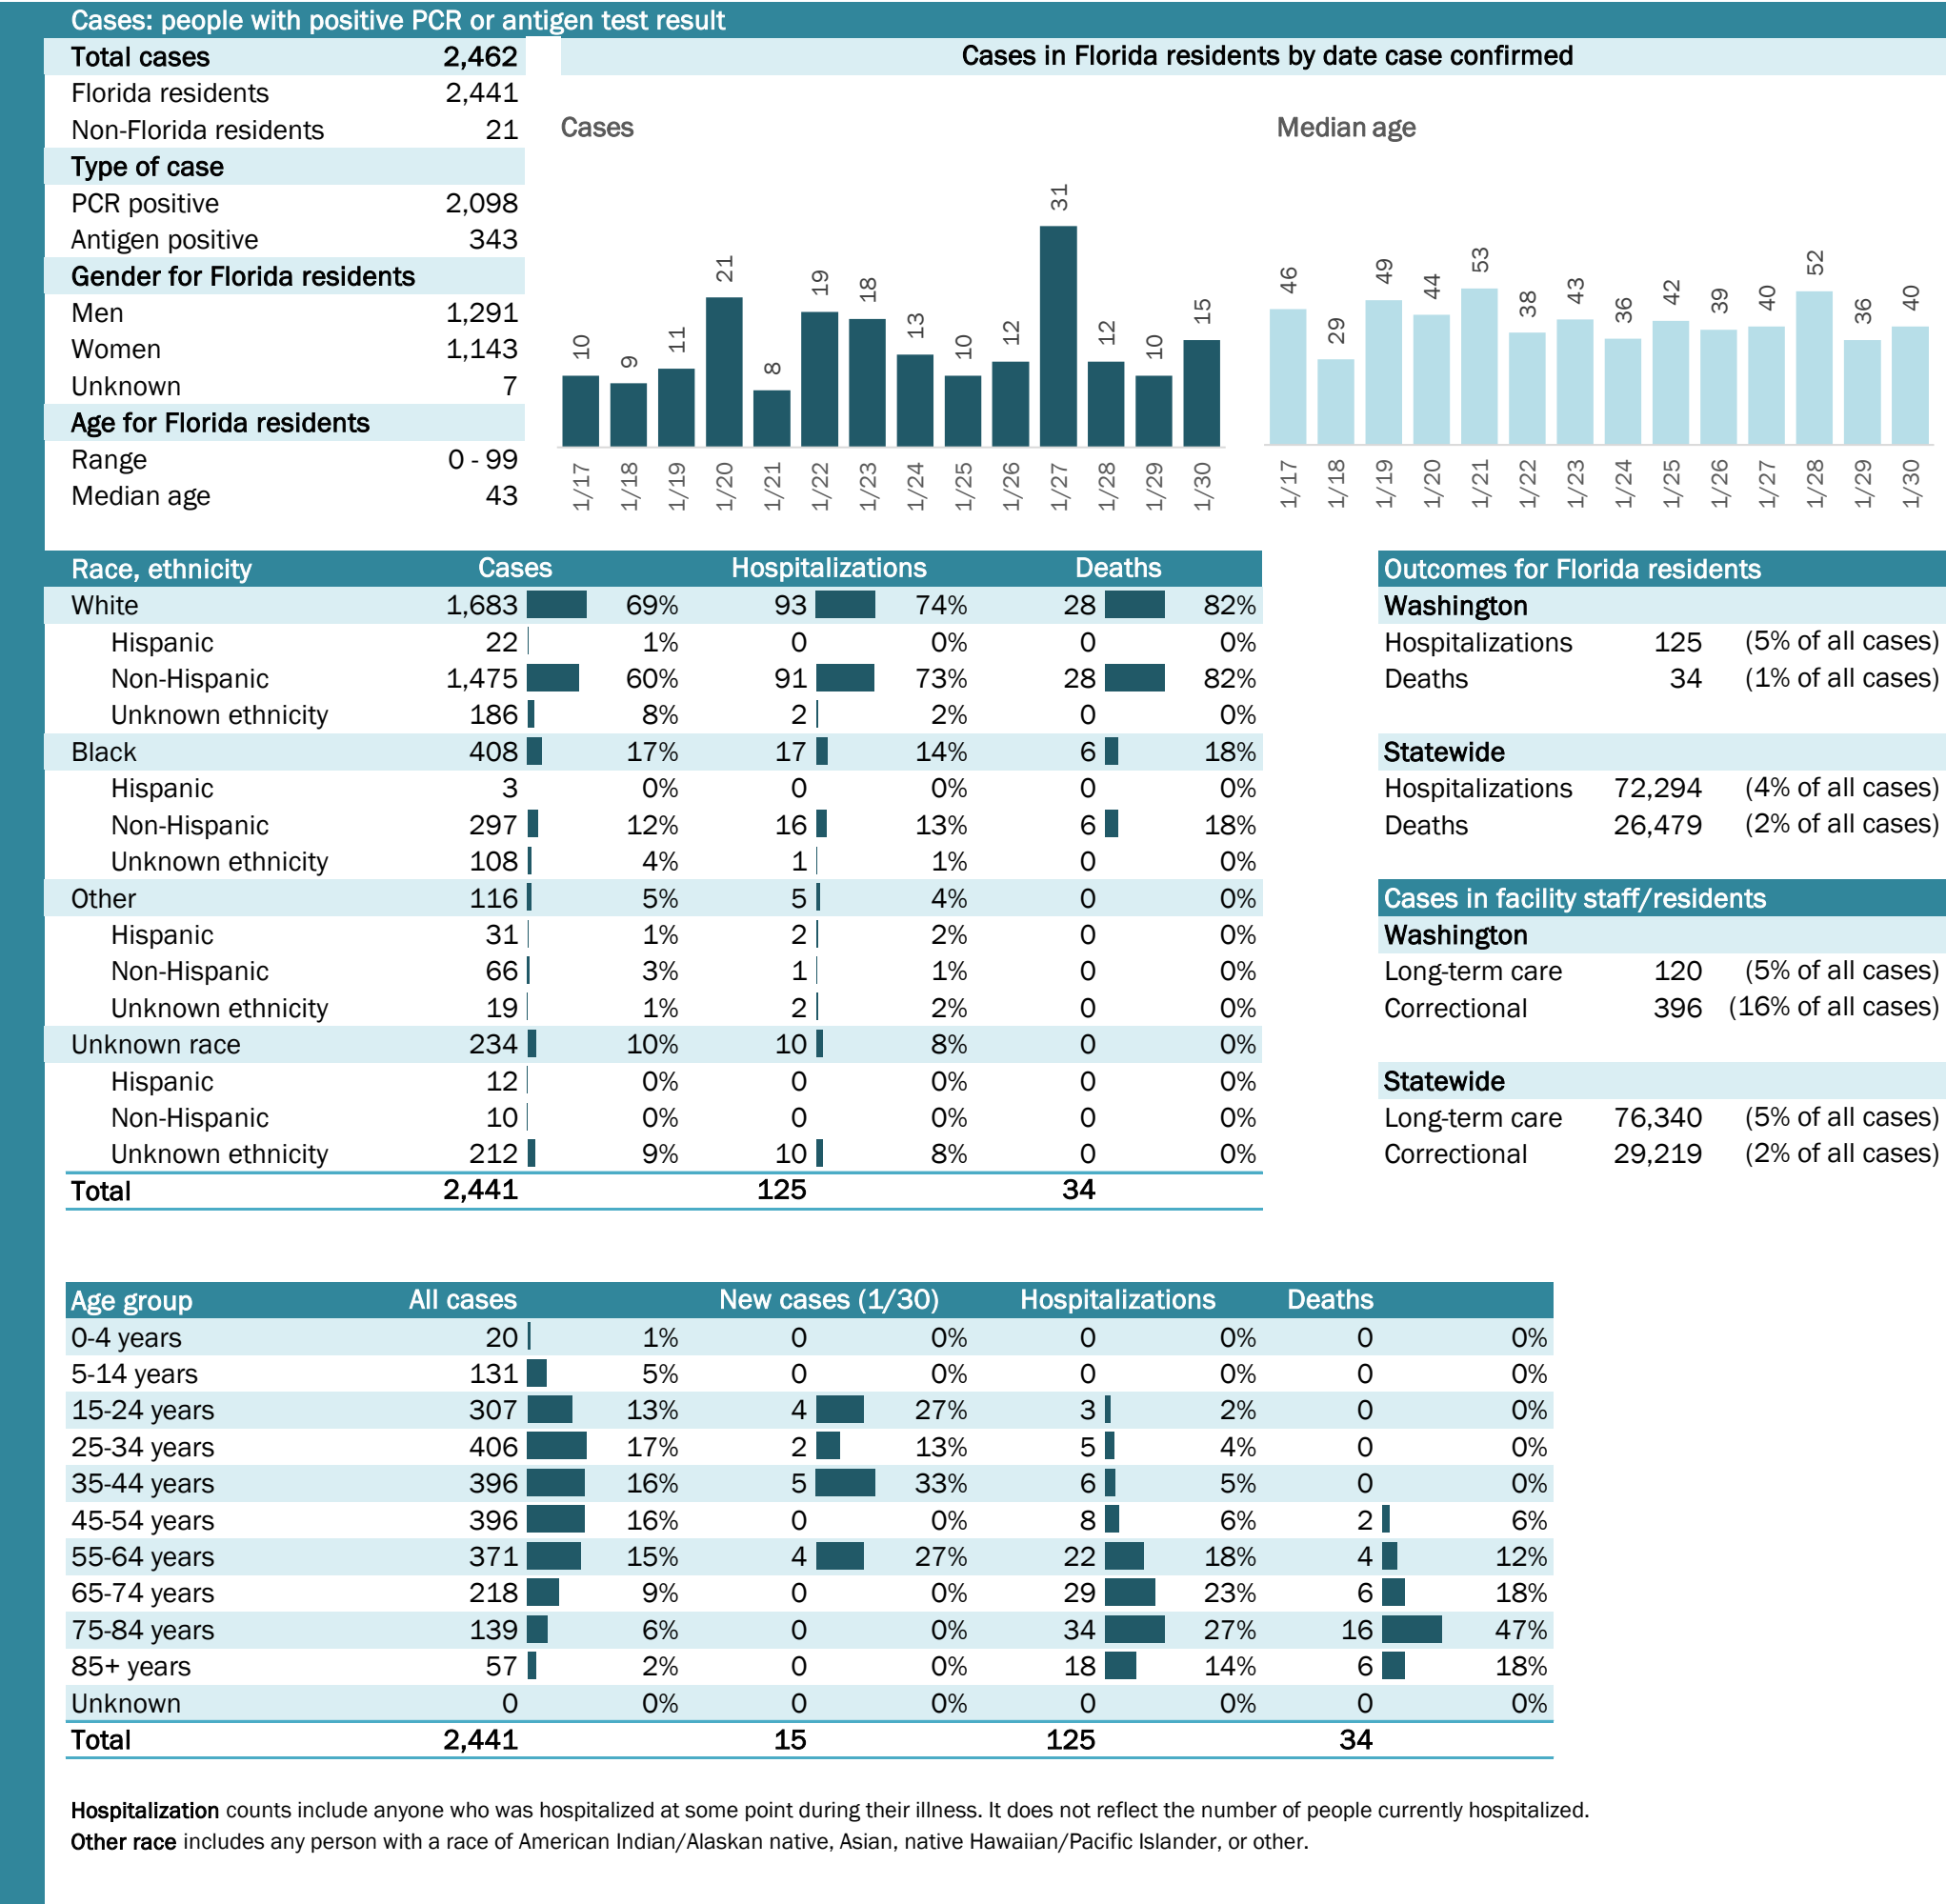 Cases: people with positive PCR or antigen test result
Total cases 2,462
Florida residents 2,441
Non-Florida residents 21
Type of case
PCR positive 2,098
Antigen positive 343
Gender for Florida residents
Men 1,291
Women 1,143
Unknown 7
Age for Florida residents
Range 0 - 99
Median age 43
Cases in Florida residents by date case confirmed
Cases
10 9 11 21 8 19 18 13 10 12 31 12 10 15
1/17 1/18 1/19 1/20 1/21 1/22 1/23 1/24 1/25 1/26 1/27 1/28 1/29 1/30
Median age
46 29 49 44 53 38 43 36 42 39 40 52 36 40
1/17 1/18 1/19 1/20 1/21 1/22 1/23 1/24 1/25 1/26 1/27 1/28 1/29 1/30
Race, ethnicity Cases Hospitalizations Deaths
White 1,683 69% 93 74% 28 82%
Hispanic 22 1% 0 0% 0 0%
Non-Hispanic 1,475 60% 91 73% 28 82%
Unknown ethnicity 186 8% 2 2% 0 0%
Black 408 17% 17 14% 6 18%
Hispanic 3 0% 0 0% 0 0%
Non-Hispanic 297 12% 16 13% 6 18%
Unknown ethnicity 108 4% 1 1% 0 0%
Other 116 5% 5 4% 0 0%
Hispanic 31 1% 2 2% 0 0%
Non-Hispanic 66 3% 1 1% 0 0%
Unknown ethnicity 19 1% 2 2% 0 0%
Unknown race 234 10% 10 8% 0 0%
Hispanic 12 0% 0 0% 0 0%
Non-Hispanic 10 0% 0 0% 0 0%
Unknown ethnicity 212 9% 10 8% 0 0%
Total 2,441 125 34
Outcomes for Florida residents
Washington
Hospitalizations 125 (5% of all cases)
Deaths 34 (1% of all cases)
Statewide
Hospitalizations 72,294 (4% of all cases)
Deaths 26,479 (2% of all cases)
Cases in facility staff/residents
Washington
Long-term care 120 (5% of all cases)
Correctional 396 (16% of all cases)
Statewide
Long-term care 76,340 (5% of all cases)
Correctional 29,219 (2% of all cases)
Age group All cases New cases (1/30) Hospitalizations Deaths
0-4 years 20 1% 0 0% 0 0% 0 0%
5-14 years 131 5% 0 0% 0 0% 0 0%
15-24 years 307 13% 4 27% 3 2% 0 0%
25-34 years 406 17% 2 13% 5 4% 0 0%
35-44 years 396 16% 5 33% 6 5% 0 0%
45-54 years 396 16% 0 0% 8 6% 2 6%
55-64 years 371 15% 4 27% 22 18% 4 12%
65-74 years 218 9% 0 0% 29 23% 6 18%
75-84 years 139 6% 0 0% 34 27% 16 47%
85+ years 57 2% 0 0% 18 14% 6 18%
Unknown 0 0% 0 0% 0 0% 0 0%
Total 2,441 15 125 34
Hospitalization counts include anyone who was hospitalized at some point during their illness. It does not reflect the number of people currently hospitalized.
Other race includes any person with a race of American Indian/Alaskan native, Asian, native Hawaiian/Pacific Islander, or other.